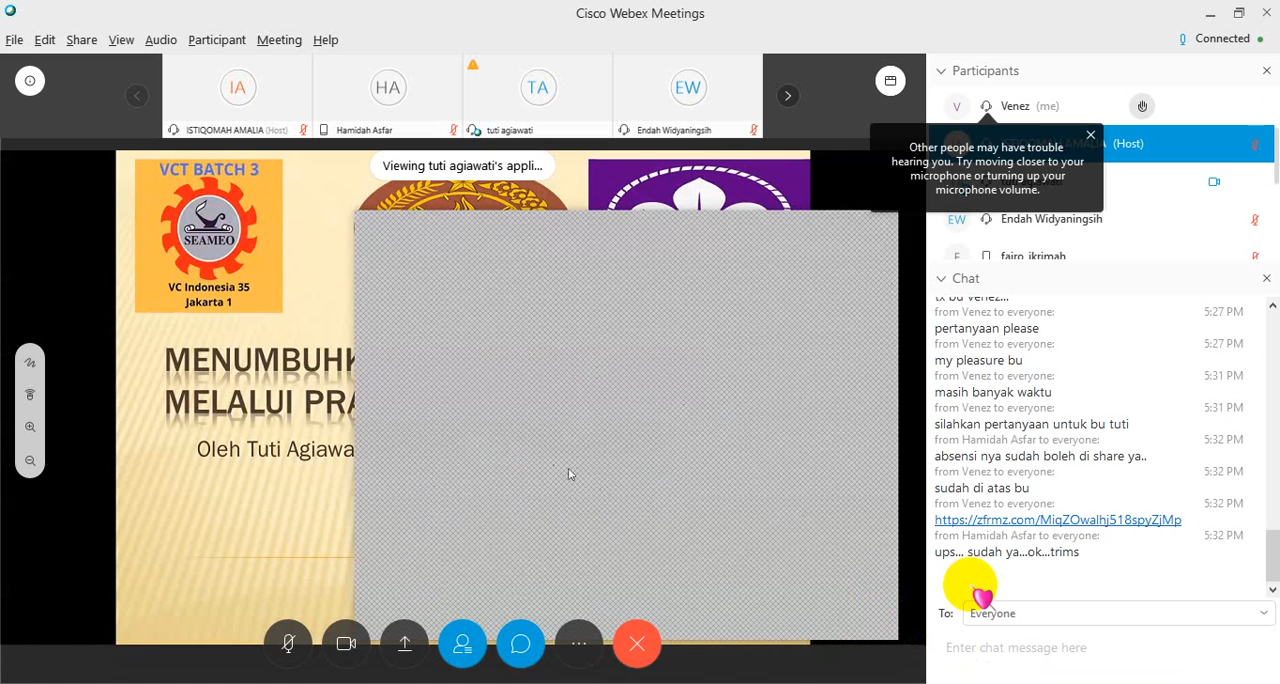 Cisco Webex Meetings
File Edit Share View Audio Participant Meeting Help
Connected
IA
HA
TA
EW
ISTIQOMAH AMALIA (Host)
Hamidah Asfar
tuti agiawati
Endah Widyaningsih
Viewing tuti agiawati's appli...
VCT BATCH 3
SEAMEO
VC Indonesia 35
Jakarta 1
MENUMBUHK
MELALUI PRA
Oleh Tuti Agiawa
Participants
V Venez (me)
(Host)
Other people may have trouble
hearing you. Try moving closer to your
microphone or turning up your
microphone volume.
EW Endah Widyaningsih
F fairo ikrimah
Chat
tx bu venez...
from Venez to everyone: 5:27 PM
pertanyaan please
from Venez to everyone: 5:27 PM
my pleasure bu
from Venez to everyone: 5:31 PM
masih banyak waktu
from Venez to everyone: 5:31 PM
silahkan pertanyaan untuk bu tuti
from Hamidah Asfar to everyone: 5:32 PM
absensi nya sudah boleh di share ya..
from Venez to everyone: 5:32 PM
sudah di atas bu
from Venez to everyone: 5:32 PM
https://zfrmz.com/MiqZOwalhj518spyZjMp
from Hamidah Asfar to everyone: 5:32 PM
ups... sudah ya...ok...trims
To: Everyone
Enter chat message here